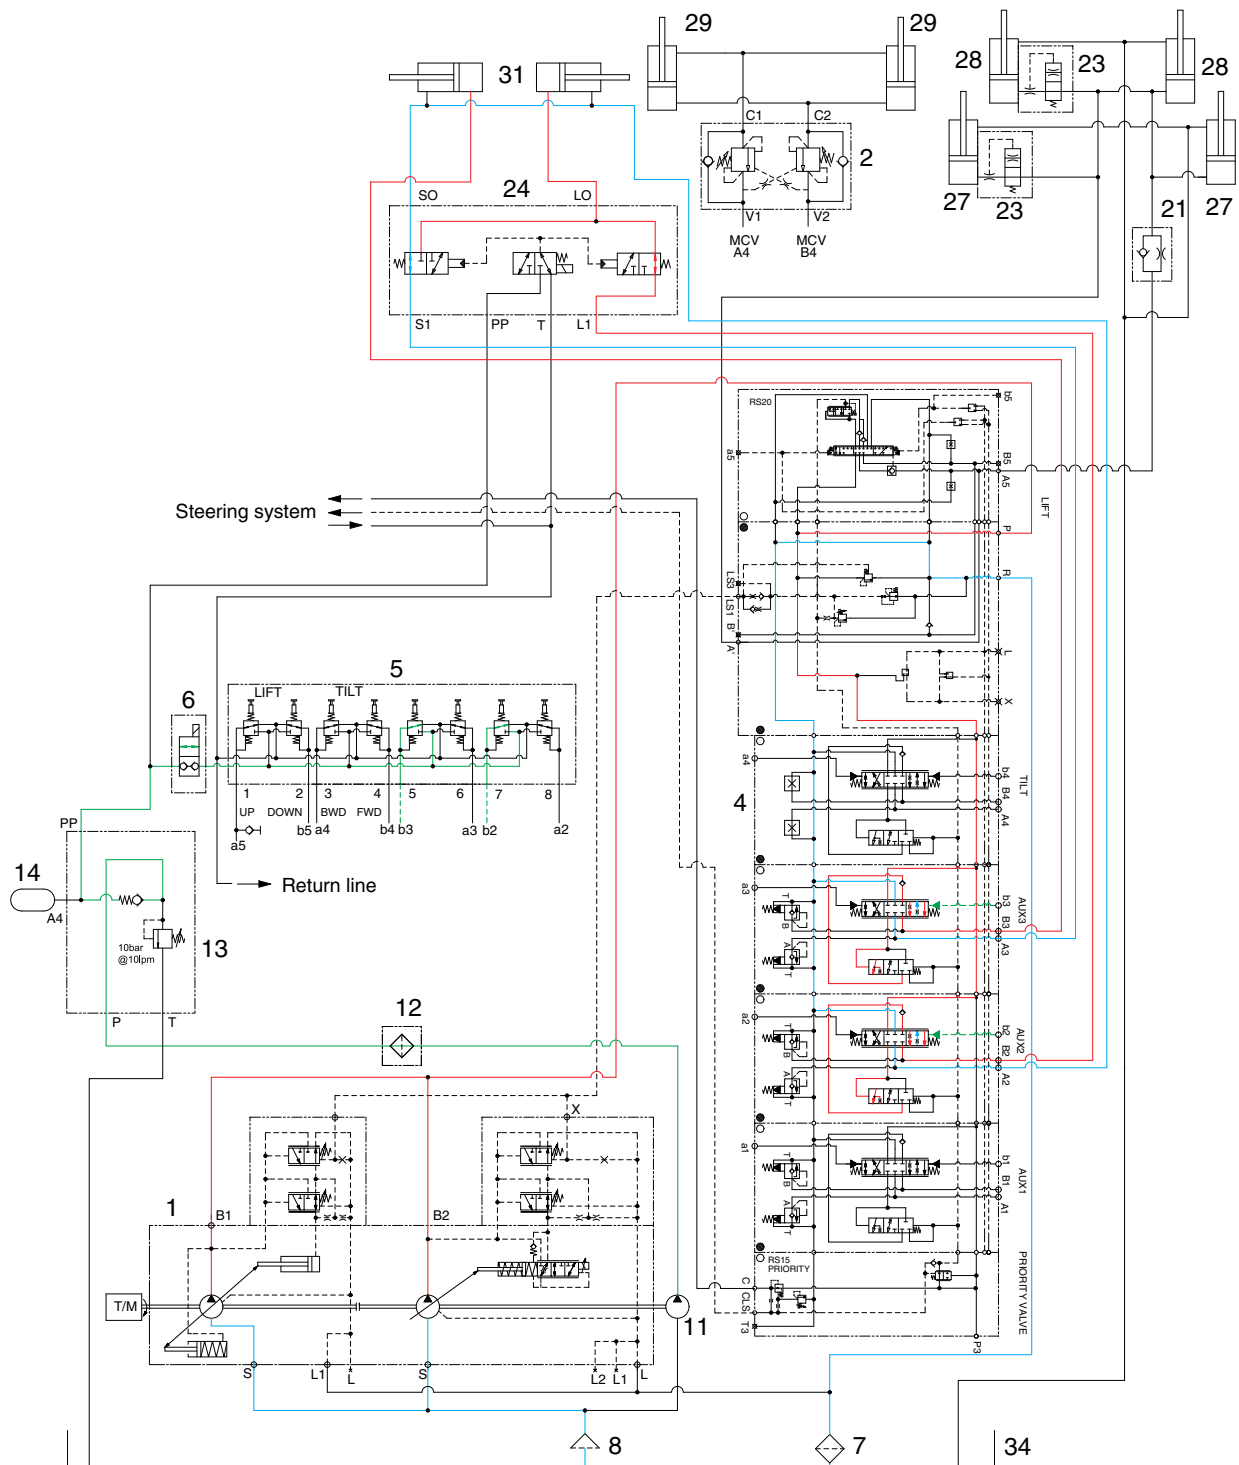 29
29
31
28
23
28
C1
C2
2
27
23
27
SO
24
LO
V1
V2
21
MCV
A4
MCV
B4
S1
PP
T
L1
RS20
b5
a5
B5
A5
LIFT
Steering system
P
R
LS3
LS1
B'
A'
L
X
5
6
LIFT
TILT
1
2
3
4
5
6
7
8
UP
DOWN
BWD
FWD
a5
b5
a4
b4
b3
a3
b2
a2
4
a4
b4
B4
A4
TILT
PP
14
A4
Return line
10bar
@10lpm
13
P
T
12
a3
T
B
A
T
b3
B3
A3
AUX3
a2
T
B
A
T
b2
B2
A2
AUX2
X
1
B1
B2
a1
T
B
A
T
b1
B1
A1
AUX1
RS15
PRIORITY
C
CLS
T3
P3
PRIORITY VALVE
T/M
11
S
L1
L
S
L2
L1
L
8
7
34